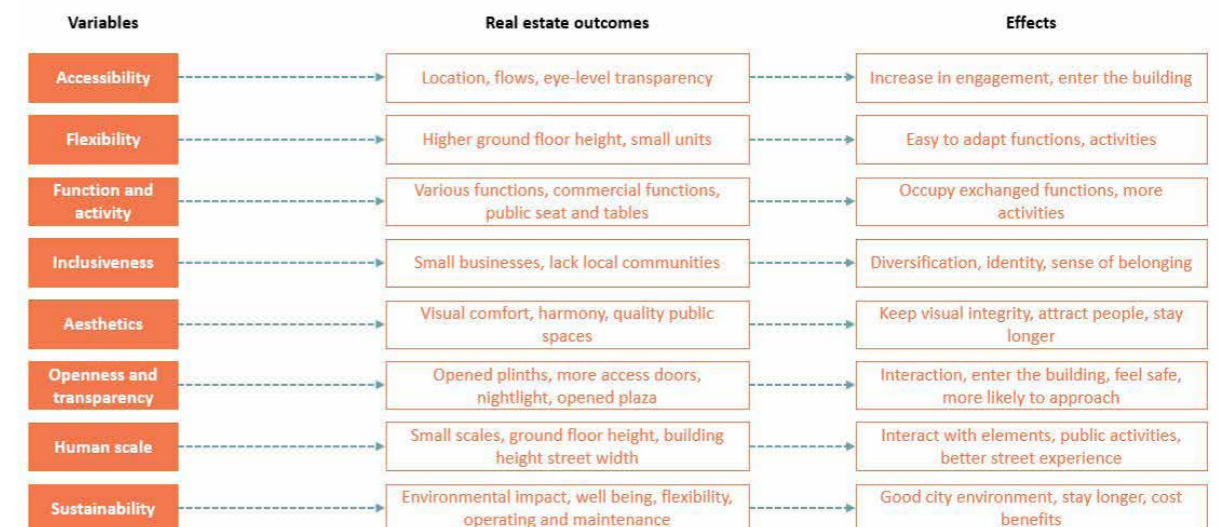 Variables Real estate outcomes Effects
Accessibility Location, flows, eye-level transparency Increase in engagement, enter the building
Flexibility Higher ground floor height, small units Easy to adapt functions, activities
Function and
activity
Various functions, commercial functions,
public seat and tables
Occupy exchanged functions, more
activities
Inclusiveness Small businesses, lack local communities Diversification, identity, sense of belonging
Aesthetics
Visual comfort, harmony, quality public
spaces
Keep visual integrity, attract people, stay
longer
Openness and
transparency
Opened plinths, more access doors,
nightlight, opened plaza
Interaction, enter the building, feel safe,
more likely to approach
Human scale
Small scales, ground floor height, building
height street width
Interact with elements, public activities,
better street experience
Sustainability
Environmental impact, well being, flexibility,
operating and maintenance
Good city environment, stay longer, cost
benefits